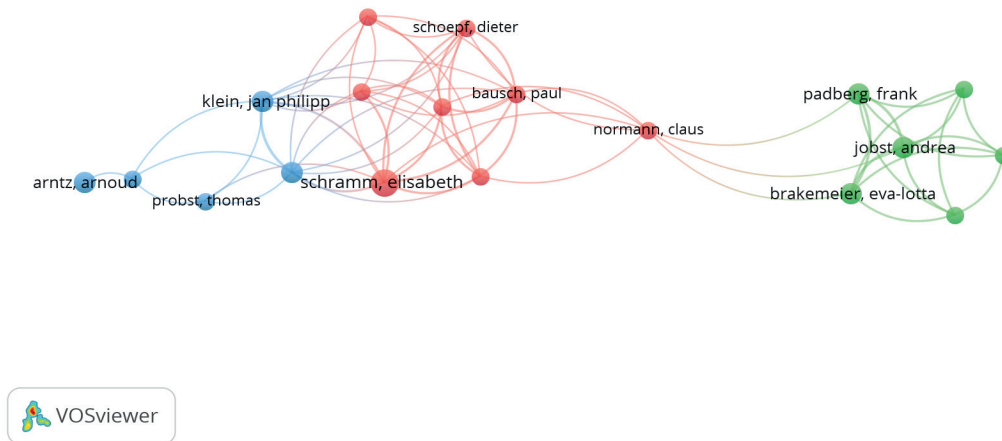 schoepf, dieter
bausch, paul
padberg, frank
klein, jan philipp
normann, claus
jobst, andrea
arntz, arnoud
schramm, elisabeth
brakemeier, eva-lotta
probst, thomas
VOSviewer